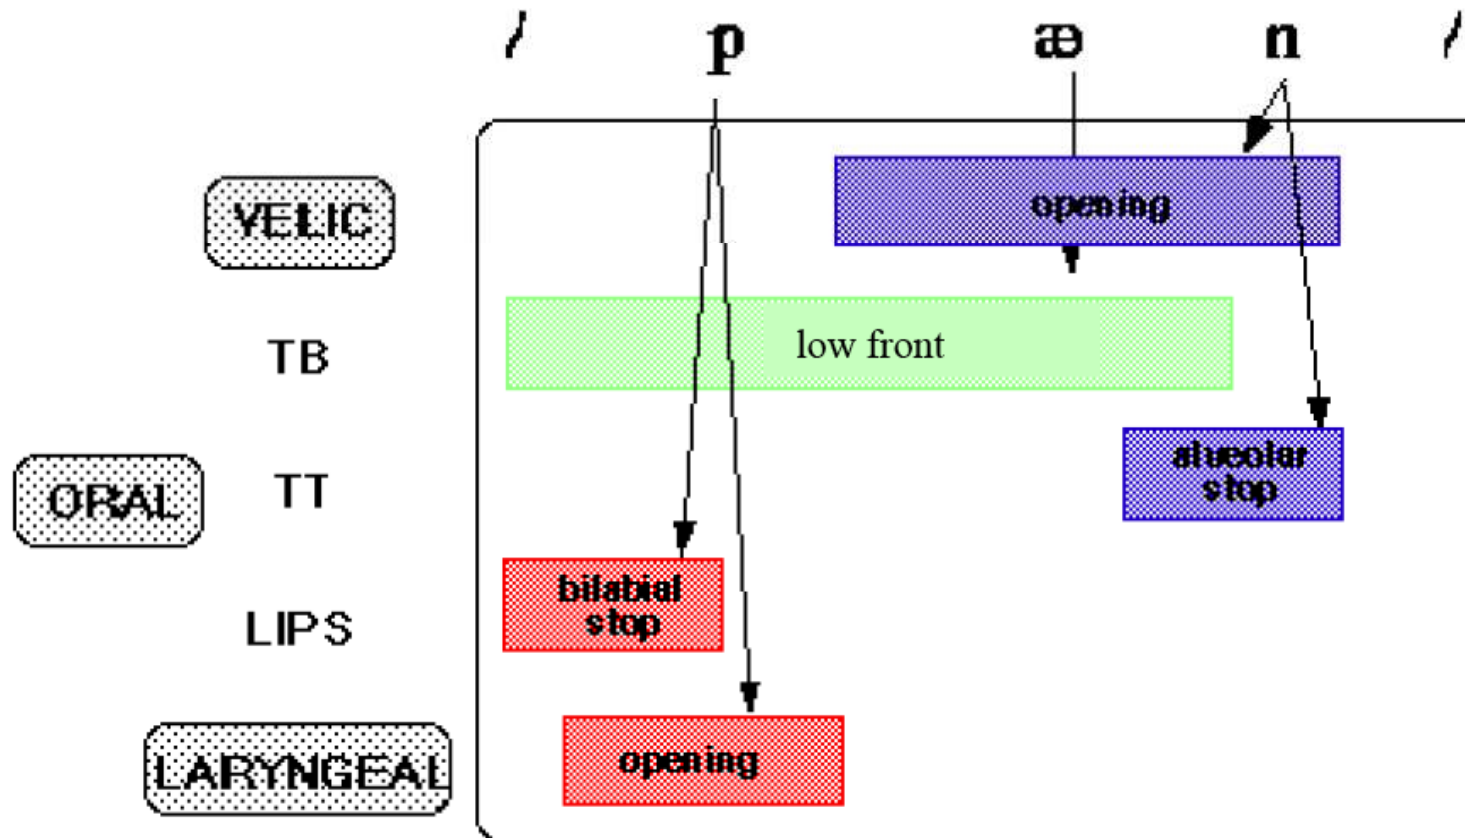 / p æ n /
VELIC
opening
TB
low front
ORAL
TT
alveolar
stop
LIPS
bilabial
stop
LARYNGEAL
opening